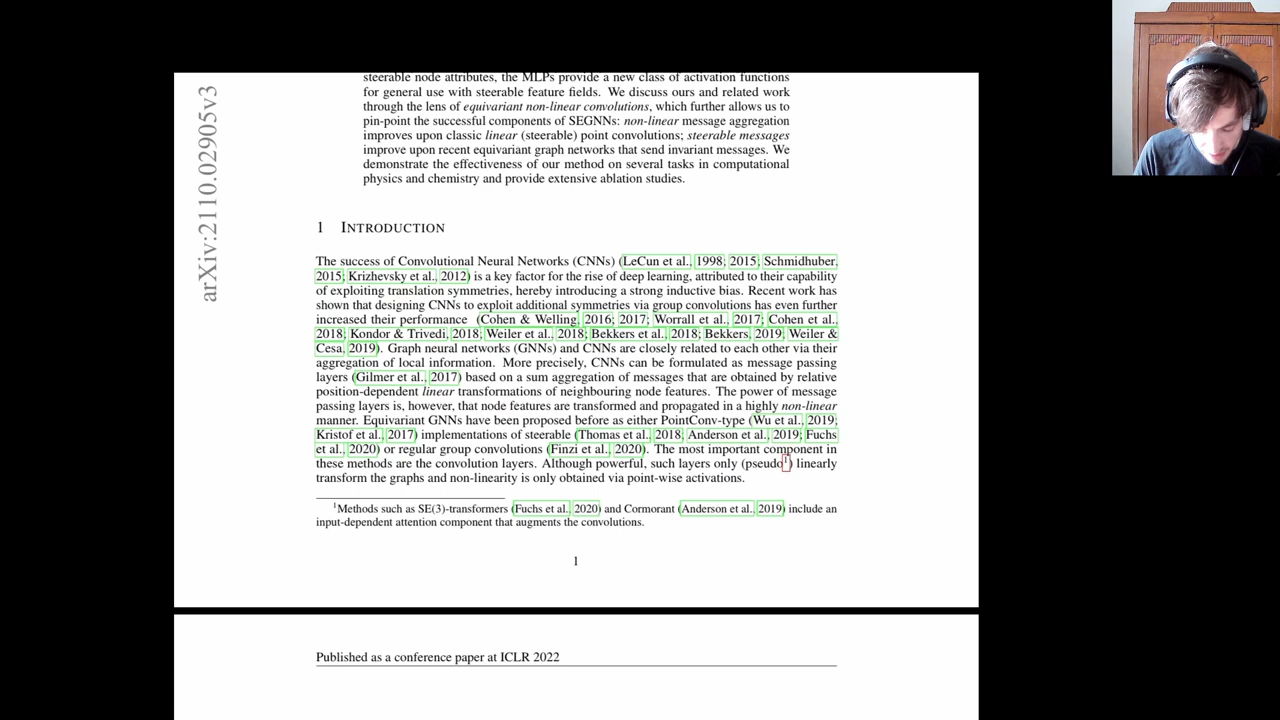 arXiv:2110.02905v3
steerable node attributes, the MLPs provide a new class of activation functions
for general use with steerable feature fields. We discuss ours and related work
through the lens of equivariant non-linear convolutions, which further allows us to
pin-point the successful components of SEGNNs: non-linear message aggregation
improves upon classic linear (steerable) point convolutions; steerable messages
improve upon recent equivariant graph networks that send invariant messages. We
demonstrate the effectiveness of our method on several tasks in computational
physics and chemistry and provide extensive ablation studies.
1 INTRODUCTION
The success of Convolutional Neural Networks (CNNs) (LeCun et al., 1998; 2015; Schmidhuber,
2015; Krizhevsky et al., 2012) is a key factor for the rise of deep learning, attributed to their capability
of exploiting translation symmetries, hereby introducing a strong inductive bias. Recent work has
shown that designing CNNs to exploit additional symmetries via group convolutions has even further
increased their performance (Cohen & Welling, 2016; 2017; Worrall et al., 2017; Cohen et al.,
2018; Kondor & Trivedi, 2018; Weiler et al., 2018; Bekkers et al., 2018; Bekkers, 2019; Weiler &
Cesa, 2019). Graph neural networks (GNNs) and CNNs are closely related to each other via their
aggregation of local information. More precisely, CNNs can be formulated as message passing
layers (Gilmer et al., 2017) based on a sum aggregation of messages that are obtained by relative
position-dependent linear transformations of neighbouring node features. The power of message
passing layers is, however, that node features are transformed and propagated in a highly non-linear
manner. Equivariant GNNs have been proposed before as either PointConv-type (Wu et al., 2019;
Kristof et al., 2017) implementations of steerable (Thomas et al., 2018; Anderson et al., 2019; Fuchs
et al., 2020) or regular group convolutions (Finzi et al., 2020). The most important component in
these methods are the convolution layers. Although powerful, such layers only (pseudo1) linearly
transform the graphs and non-linearity is only obtained via point-wise activations.
1Methods such as SE(3)-transformers (Fuchs et al., 2020) and Cormorant (Anderson et al., 2019) include an
input-dependent attention component that augments the convolutions.
1
Published as a conference paper at ICLR 2022